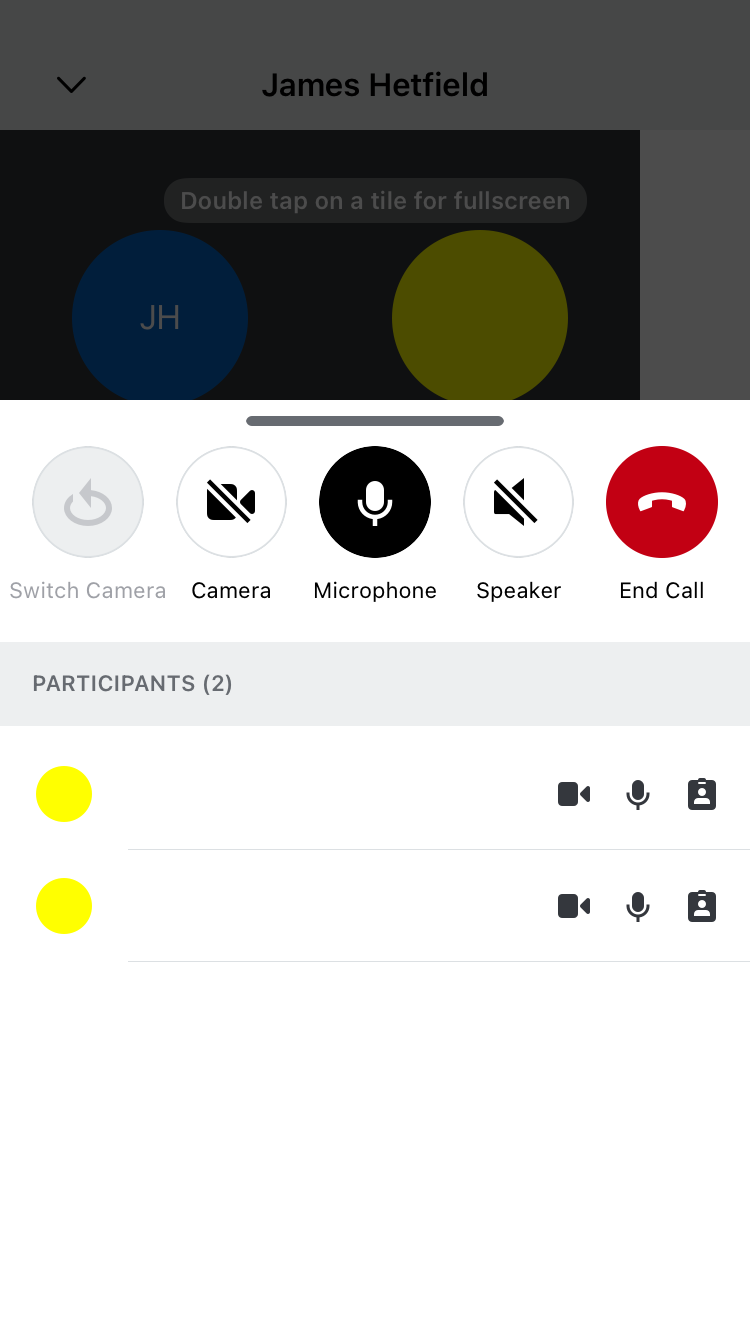 James Hetfield
Double tap on a tile for fullscreen
JH
Switch Camera
Camera
Microphone
Speaker
End Call
PARTICIPANTS (2)